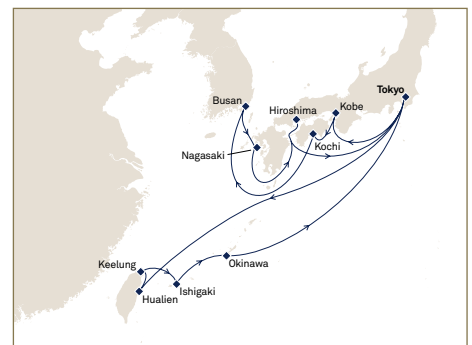 Tokyo
Busan
Hiroshima
Kobe
Kochi
Nagasaki
Keelung
Okinawa
Hualien
Ishigaki